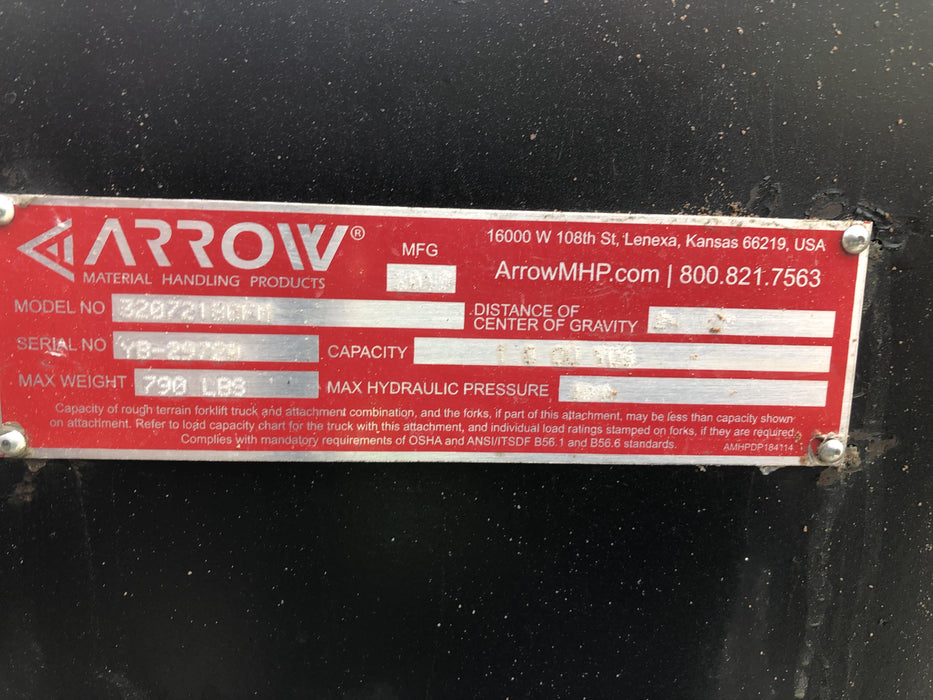 ARROW®
MATERIAL HANDLING PRODUCTS
MFG
16000 W 108th St, Lenexa, Kansas 66219, USA
ArrowMHP.com | 800.821.7563
MODEL NO
DISTANCE OF
CENTER OF GRAVITY
SERIAL NO
CAPACITY
MAX WEIGHT 790 LBS
MAX HYDRAULIC PRESSURE
Capacity of rough terrain forklift truck and attachment combination, and the forks, if part of this attachment, may be less than capacity shown
on attachment. Refer to load capacity chart for the truck with this attachment, and individual load ratings stamped on forks, if they are required.
Complies with mandatory requirements of OSHA and ANSI/ITSDF B56.1 and B56.6 standards.
AMHPDP184114